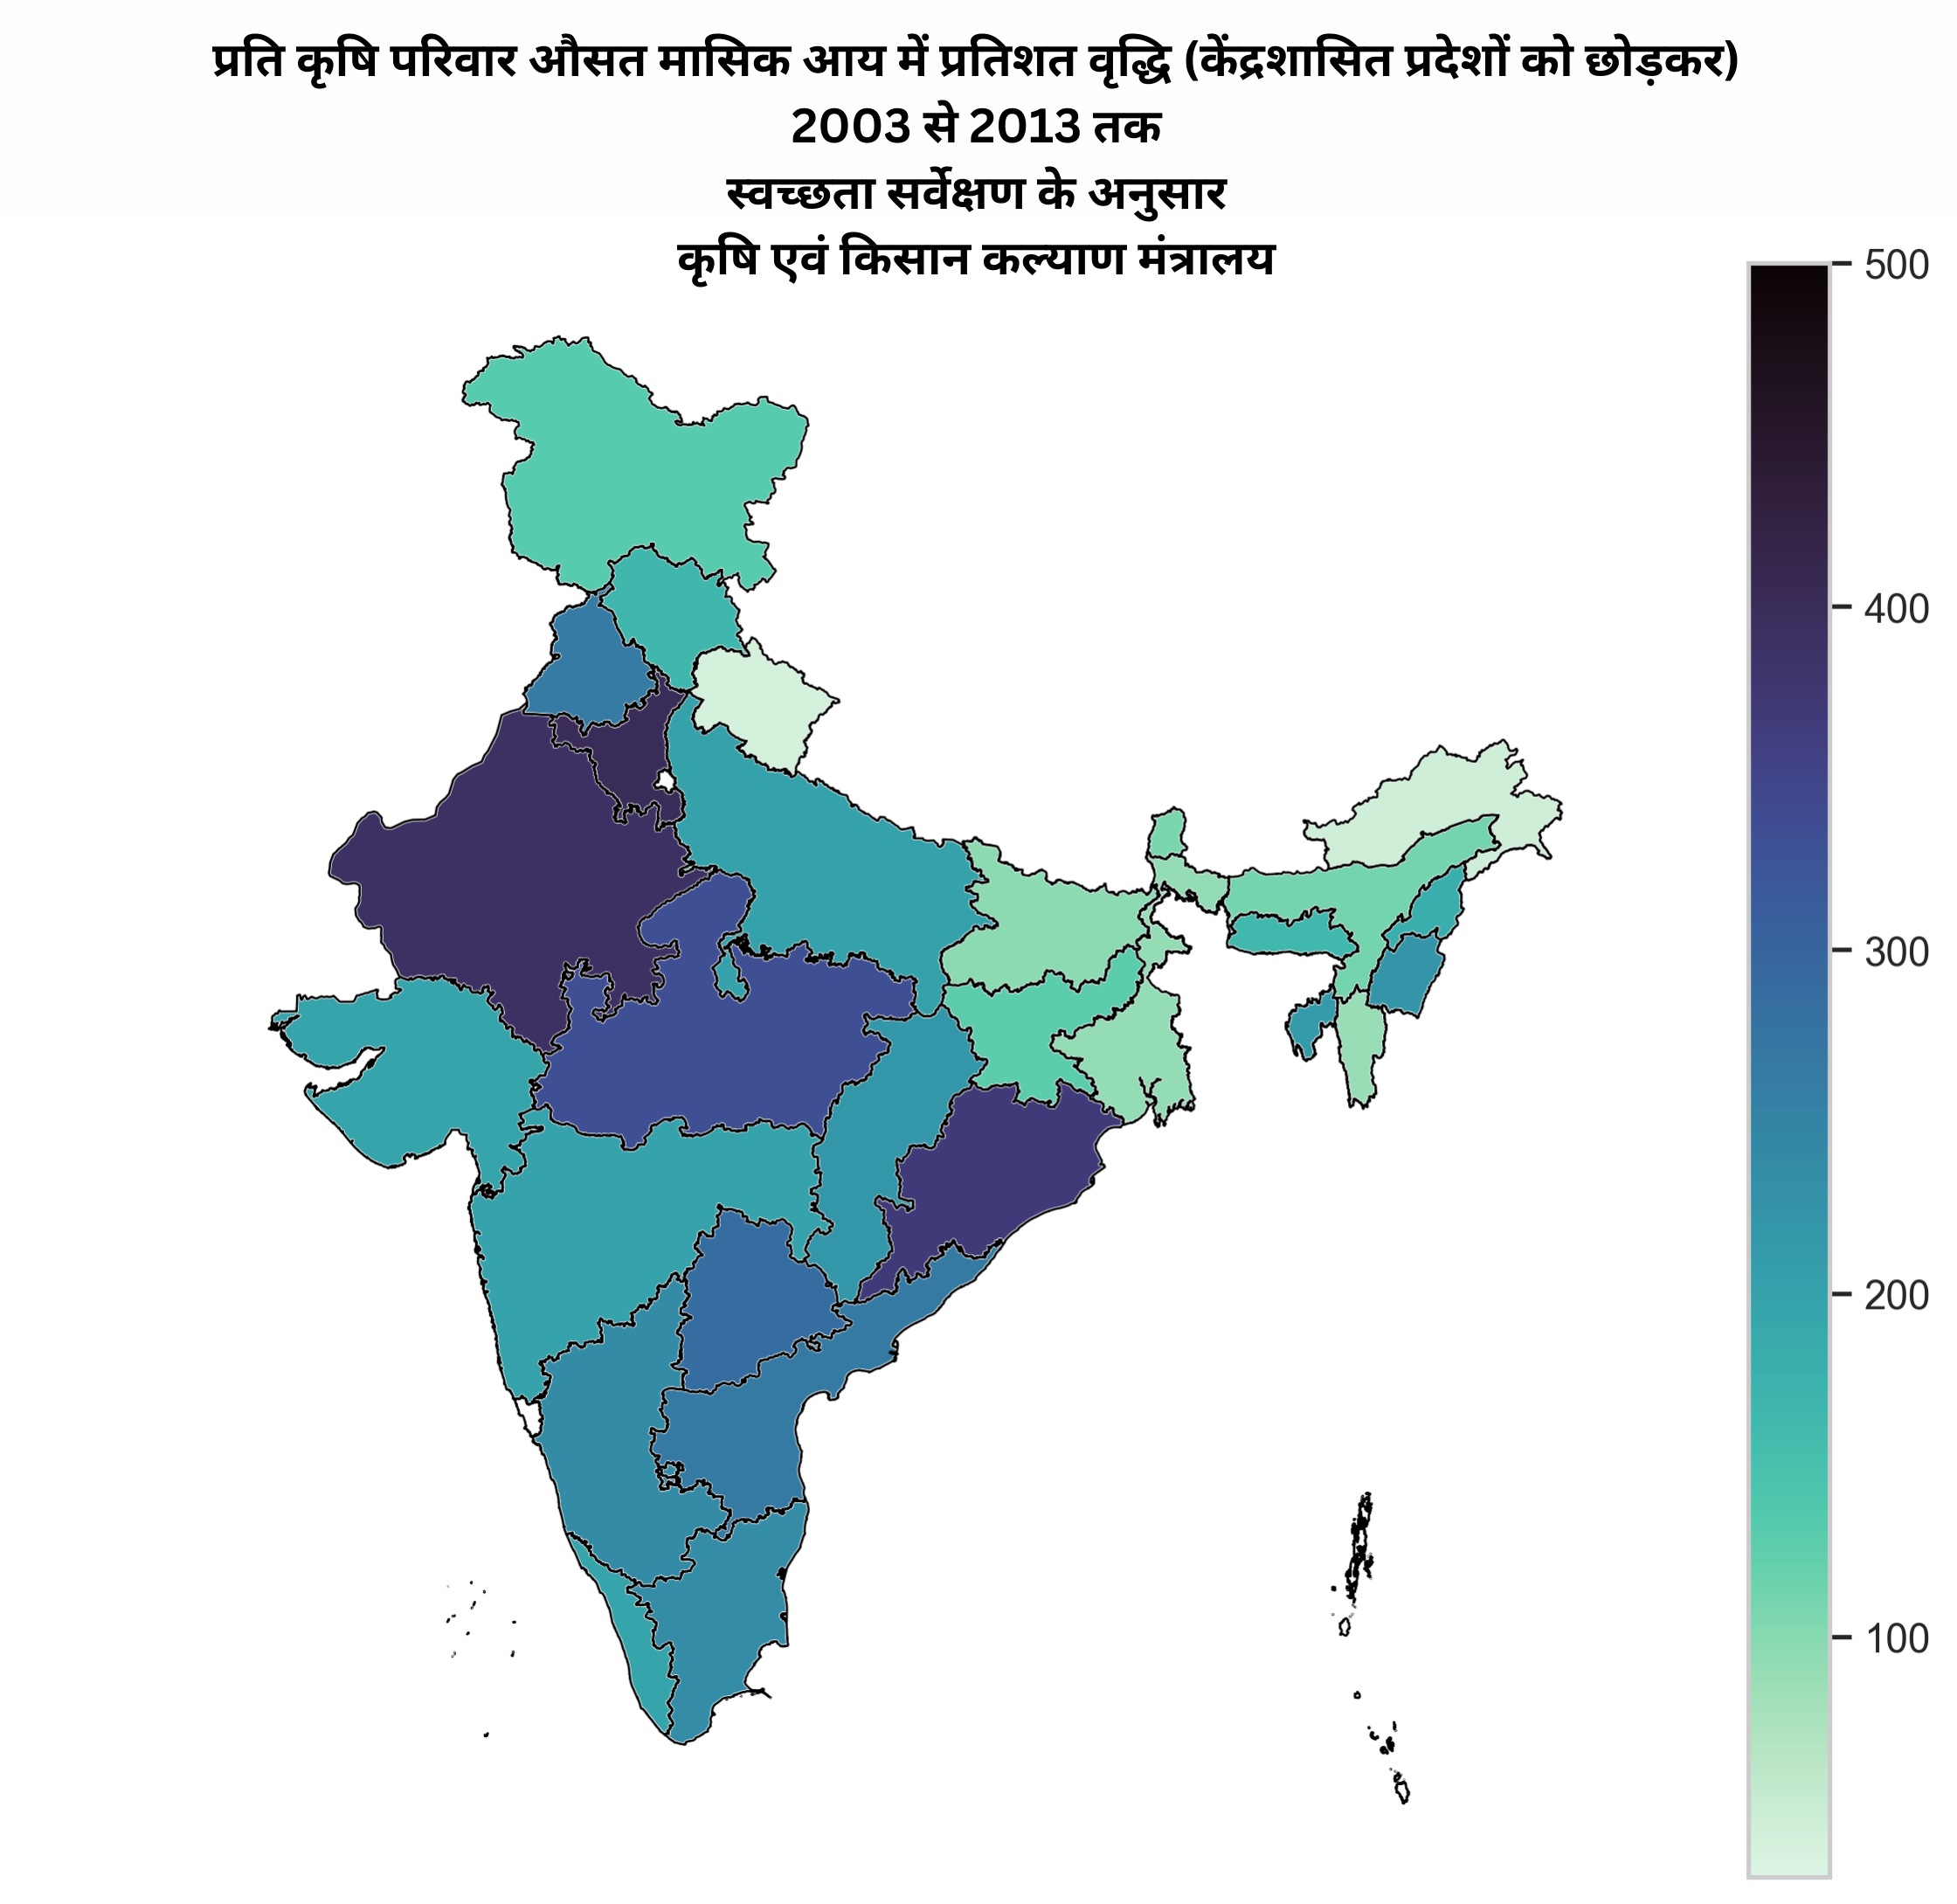 प्रति कृषि परिवार औसत मासिक आय में प्रतिशत वृद्धि (केंद्रशासित प्रदेशों को छोड़कर)
2003 से 2013 तक
स्वच्छता सर्वेक्षण के अनुसार
कृषि एवं किसान कल्याण मंत्रालय
500
400
300
200
100